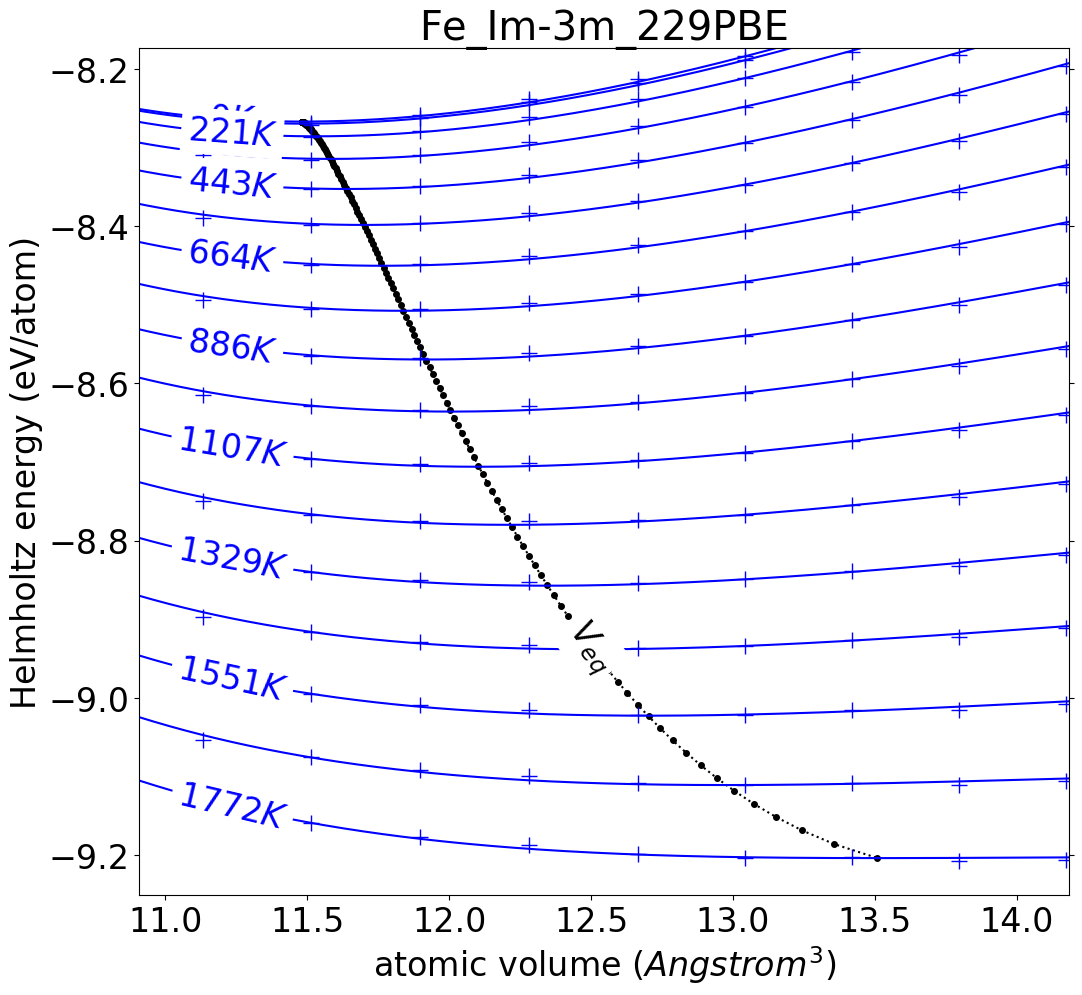 Fe_Im-3m_229PBE
Helmholtz energy (eV/atom)
−8.2
−8.4
−8.6
−8.8
−9.0
−9.2
0K
221K
443K
664K
886K
1107K
1329K
1551K
1772K
V_eq
11.0 11.5 12.0 12.5 13.0 13.5 14.0
atomic volume (Angstrom³)